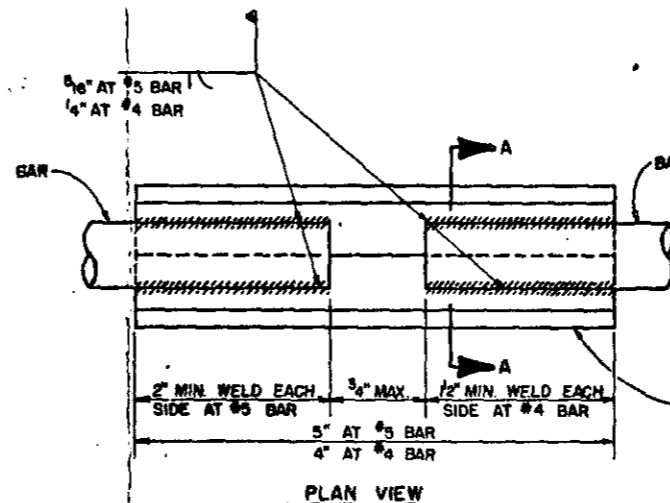 5/16" AT #5 BAR
1/4" AT #4 BAR
A
BAR
2" MIN. WELD EACH
SIDE AT #5 BAR
3/4" MAX.
1/2" MIN. WELD EACH
SIDE AT #4 BAR
A
5" AT #5 BAR
4" AT #4 BAR
PLAN VIEW